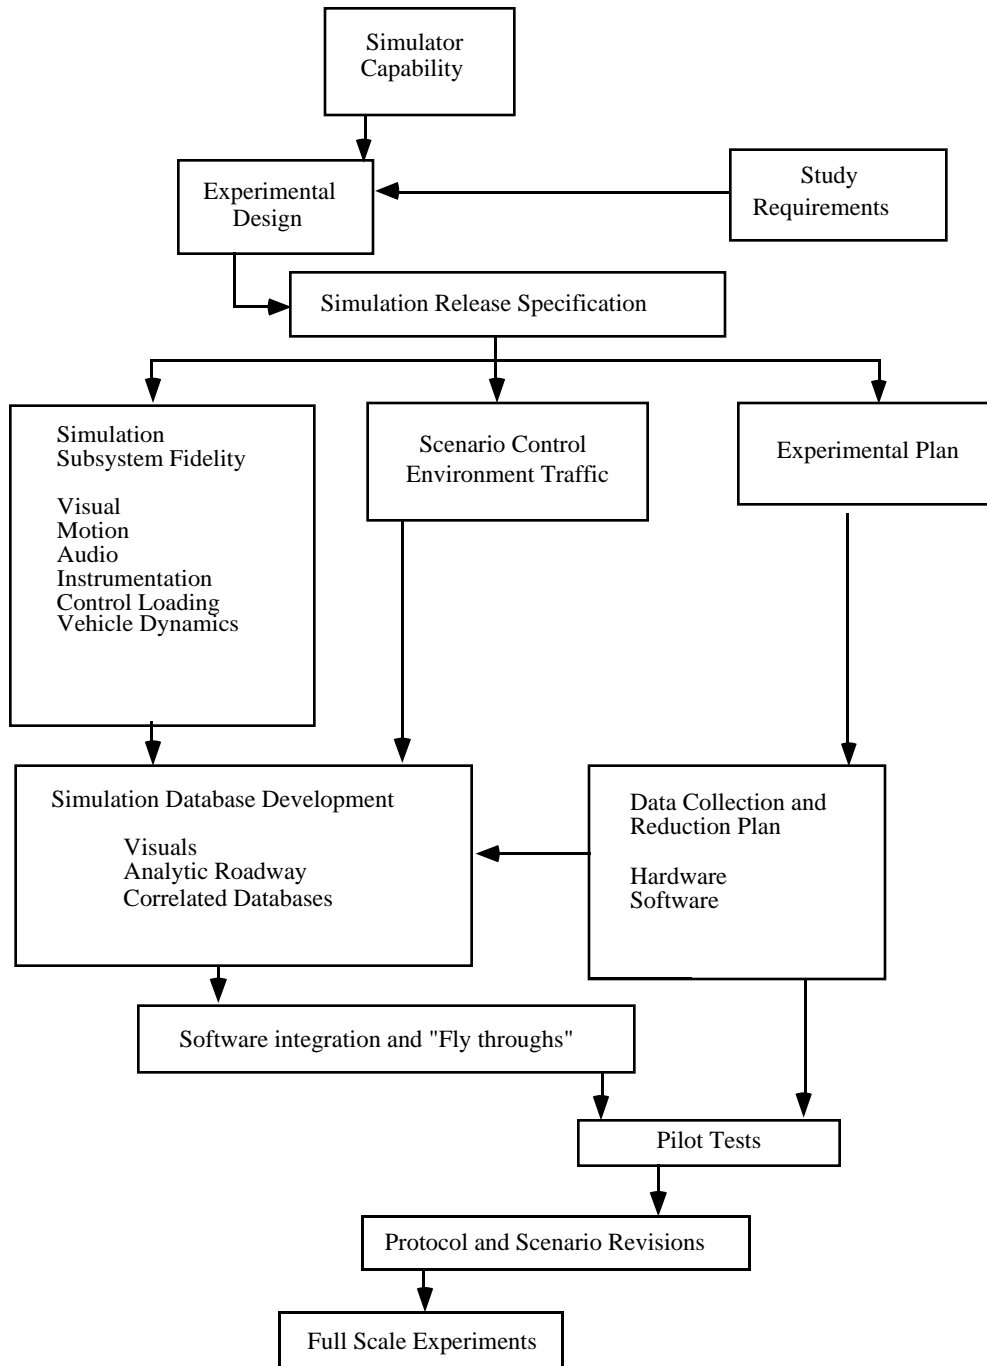 Simulator
Capability
Experimental
Design
Study
Requirements
Simulation Release Specification
Simulation
Subsystem Fidelity
Visual
Motion
Audio
Instrumentation
Control Loading
Vehicle Dynamics
Scenario Control
Environment Traffic
Experimental Plan
Simulation Database Development
Visuals
Analytic Roadway
Correlated Databases
Data Collection and
Reduction Plan
Hardware
Software
Software integration and "Fly throughs"
Pilot Tests
Protocol and Scenario Revisions
Full Scale Experiments